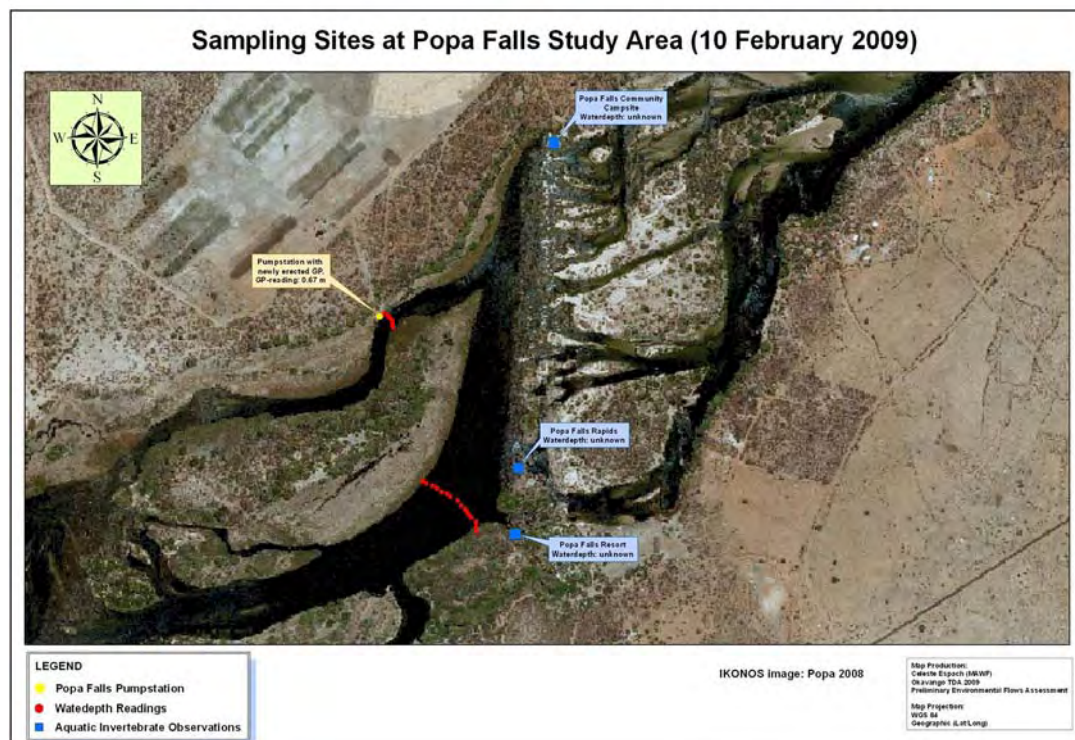 Sampling Sites at Popa Falls Study Area (10 February 2009)
N
W E
S
Popa Falls Community
Campsite
Waterdepth: unknown
Pumpstation with
newly erected GP,
GP-reading: 0.67 m
Popa Falls Rapids
Waterdepth: unknown
Popa Falls Resort
Waterdepth: unknown
LEGEND
Popa Falls Pumpstation
Watedepth Readings
Aquatic Invertebrate Observations
IKONOS image: Popa 2008
Map Production:
Celeste Espach (MAWF)
Okavango TDA 2009
Preliminary Environmental Flows Assessment
Map Projection:
WGS 84
Geographic (Lat/Long)